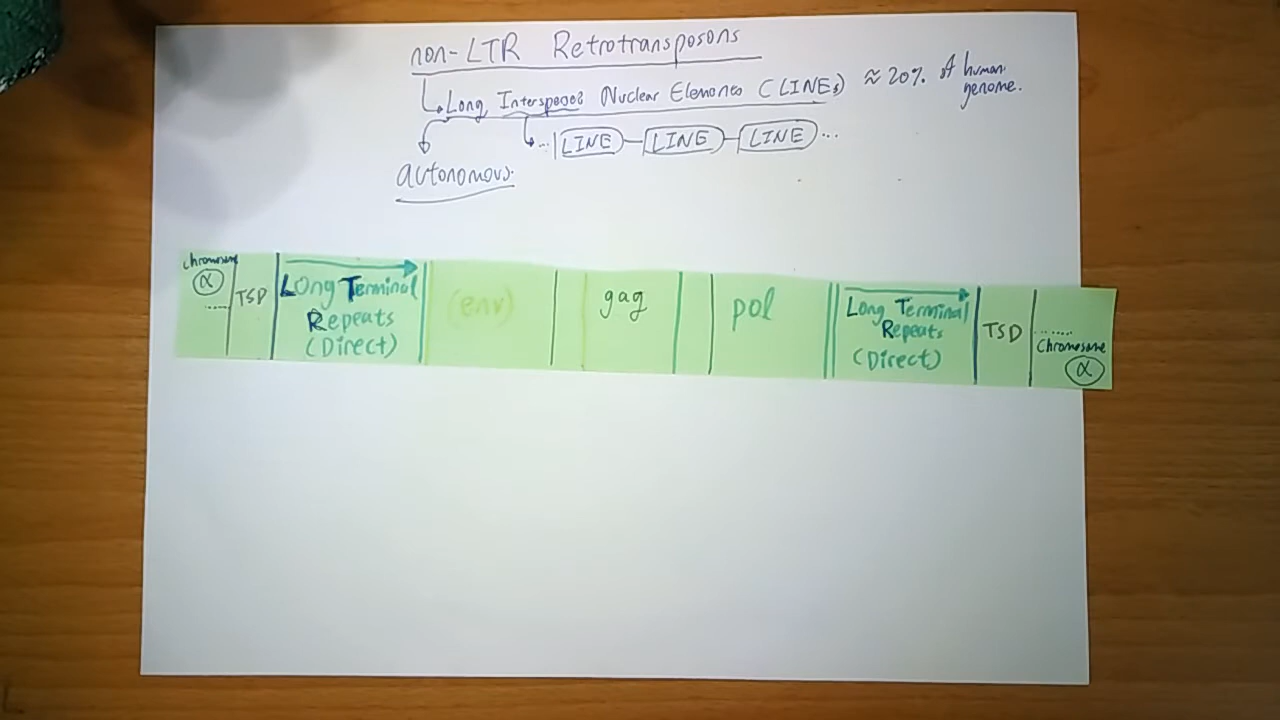 non-LTR Retrotransposons
Long Interspersed Nuclear Elements (LINEs) ≈ 20% of human
genome.
... LINE LINE LINE ...
autonomous.
chromosome
α
...... TSD
Long Terminal
Repeats
(Direct)
(env)
gag
pol
Long Terminal
Repeats
(Direct)
TSD
.......
Chromosome
α